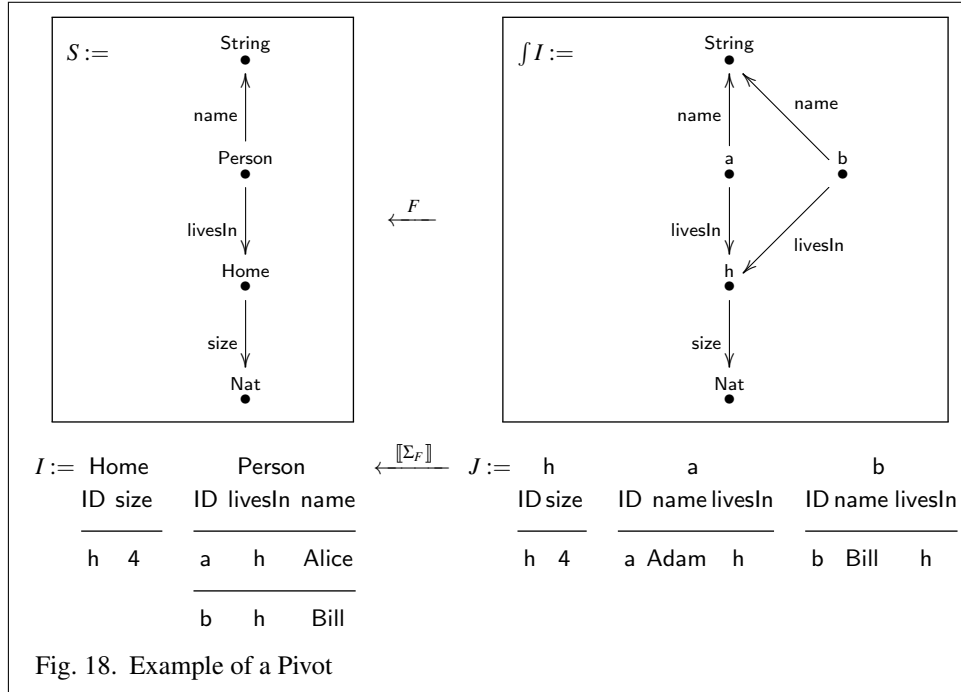 S := String ∫ I := String
name name name
Person a b
F
livesIn livesIn livesIn
Home h
size size
Nat Nat
I := Home Person ⟦Σ_F⟧ J := h a b
ID size ID livesIn name ID size ID name livesIn ID name livesIn
h 4 a h Alice h 4 a Adam h b Bill h
b h Bill
Fig. 18. Example of a Pivot